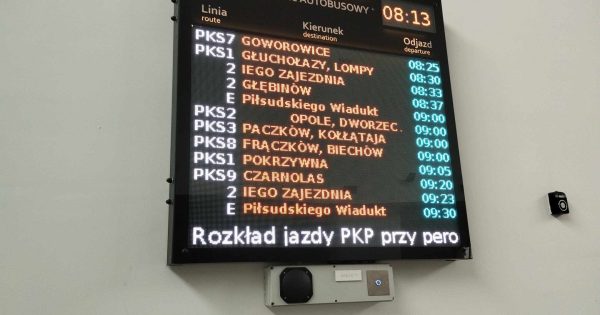 AUTOBUSOWY 08:13
Linia Kierunek Odjazd
route destination departure
PKS7 GOWOROWICE 08:25
PKS1 GŁUCHOŁAZY, LOMPY 08:30
2 IEGO ZAJEZDNIA 08:33
2 GŁĘBINÓW 08:37
E Piłsudskiego Wiadukt 09:00
PKS2 OPOLE, DWORZEC 09:00
PKS3 PACZKÓW, KOŁŁĄTAJA 09:00
PKS8 FRĄCZKÓW, BIECHÓW 09:00
PKS1 POKRZYWNA 09:05
PKS9 CZARNOLAS 09:20
2 IEGO ZAJEZDNIA 09:23
E Piłsudskiego Wiadukt 09:30
Rozkład jazdy PKP przy pero